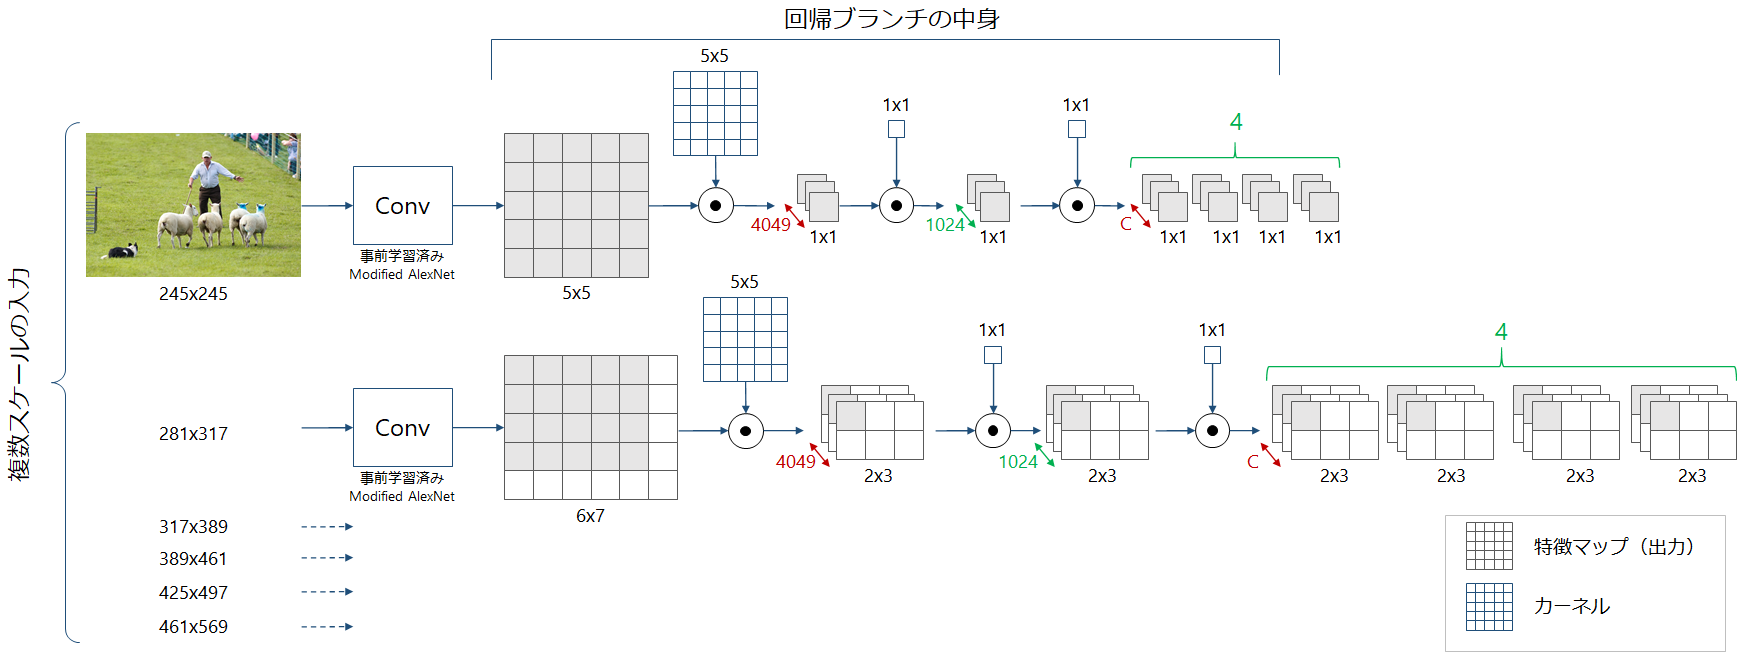 回帰ブランチの中身
複数スケールの入力
5x5
1x1
1x1
4
Conv
事前学習済み
Modified AlexNet
245x245
5x5
4049
1x1
1024
1x1
C
1x1
1x1
1x1
1x1
5x5
1x1
1x1
4
281x317
Conv
事前学習済み
Modified AlexNet
6x7
4049
2x3
1024
2x3
C
2x3
2x3
2x3
2x3
317x389
389x461
425x497
461x569
特徴マップ（出力）
カーネル